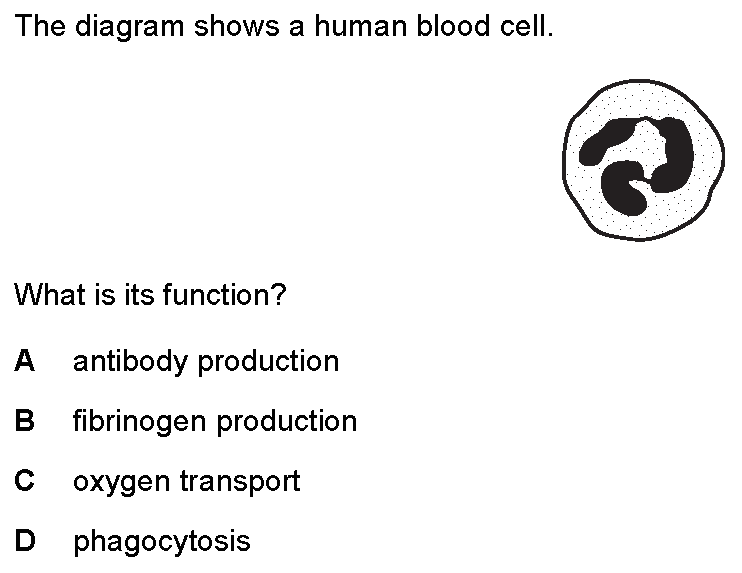 The diagram shows a human blood cell.
What is its function?
A antibody production
B fibrinogen production
C oxygen transport
D phagocytosis